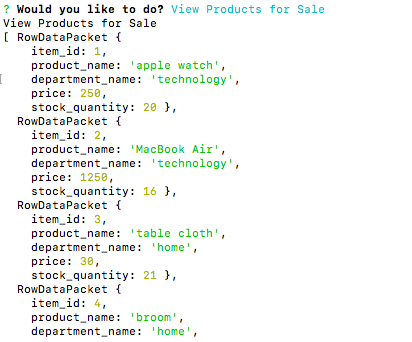 ? Would you like to do? View Products for Sale
View Products for Sale
[ RowDataPacket {
    item_id: 1,
    product_name: 'apple watch',
    department_name: 'technology',
    price: 250,
    stock_quantity: 20 },
  RowDataPacket {
    item_id: 2,
    product_name: 'MacBook Air',
    department_name: 'technology',
    price: 1250,
    stock_quantity: 16 },
  RowDataPacket {
    item_id: 3,
    product_name: 'table cloth',
    department_name: 'home',
    price: 30,
    stock_quantity: 21 },
  RowDataPacket {
    item_id: 4,
    product_name: 'broom',
    department_name: 'home',